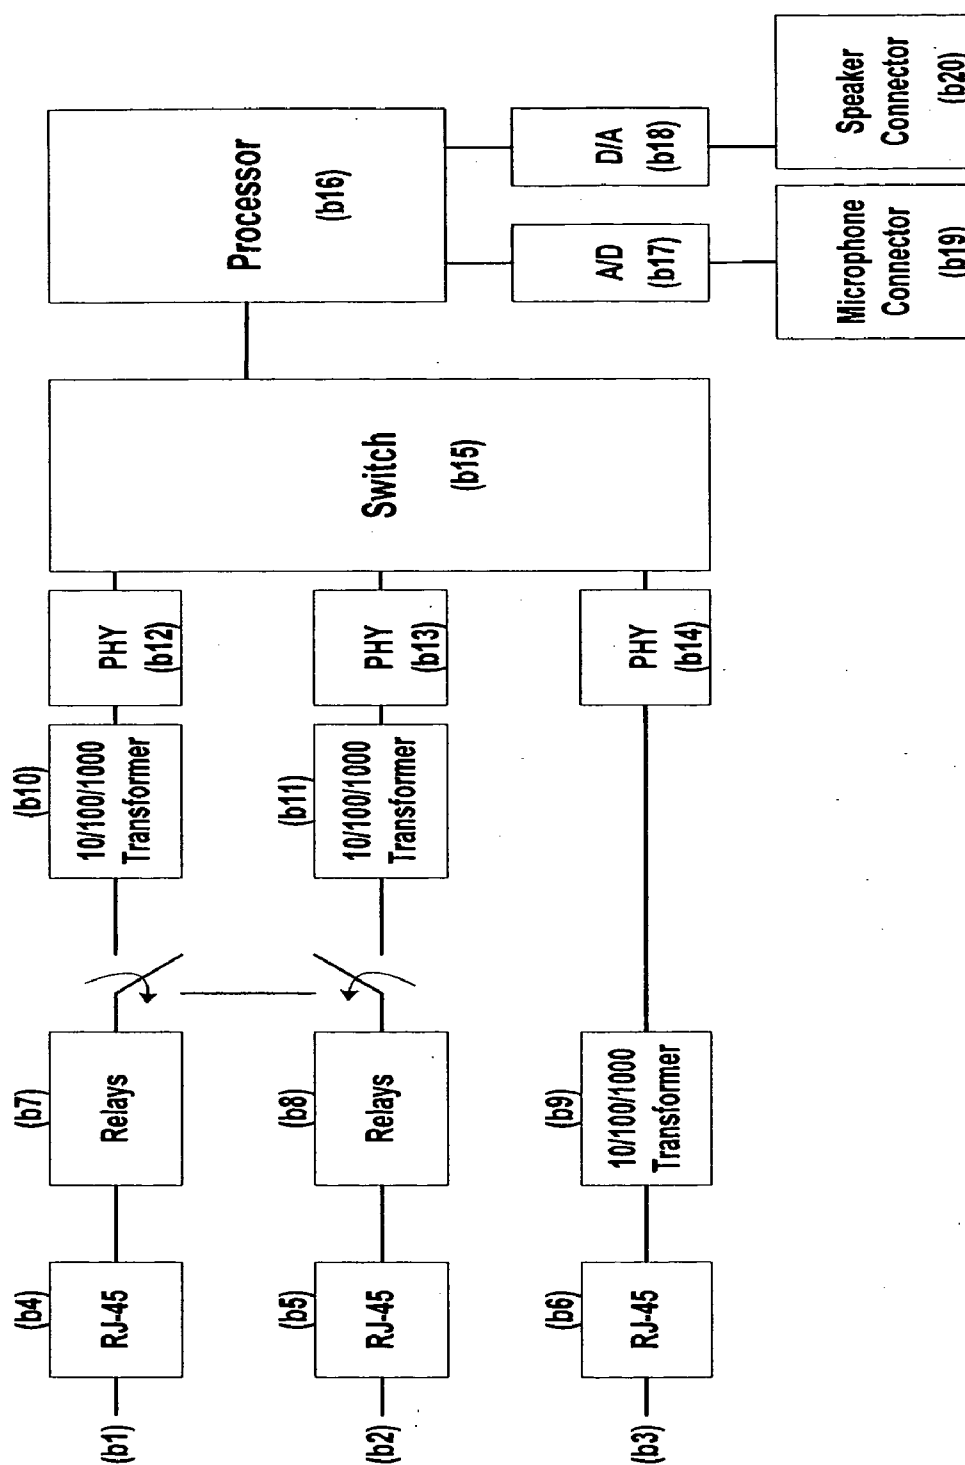 (b1)
(b4)
RJ-45
(b7)
Relays
(b10)
10/100/1000
Transformer
PHY
(b12)
(b2)
(b5)
RJ-45
(b8)
Relays
(b11)
10/100/1000
Transformer
PHY
(b13)
(b3)
(b6)
RJ-45
(b9)
10/100/1000
Transformer
PHY
(b14)
Switch
(b15)
Processor
(b16)
A/D
(b17)
D/A
(b18)
Microphone
Connector
(b19)
Speaker
Connector
(b20)